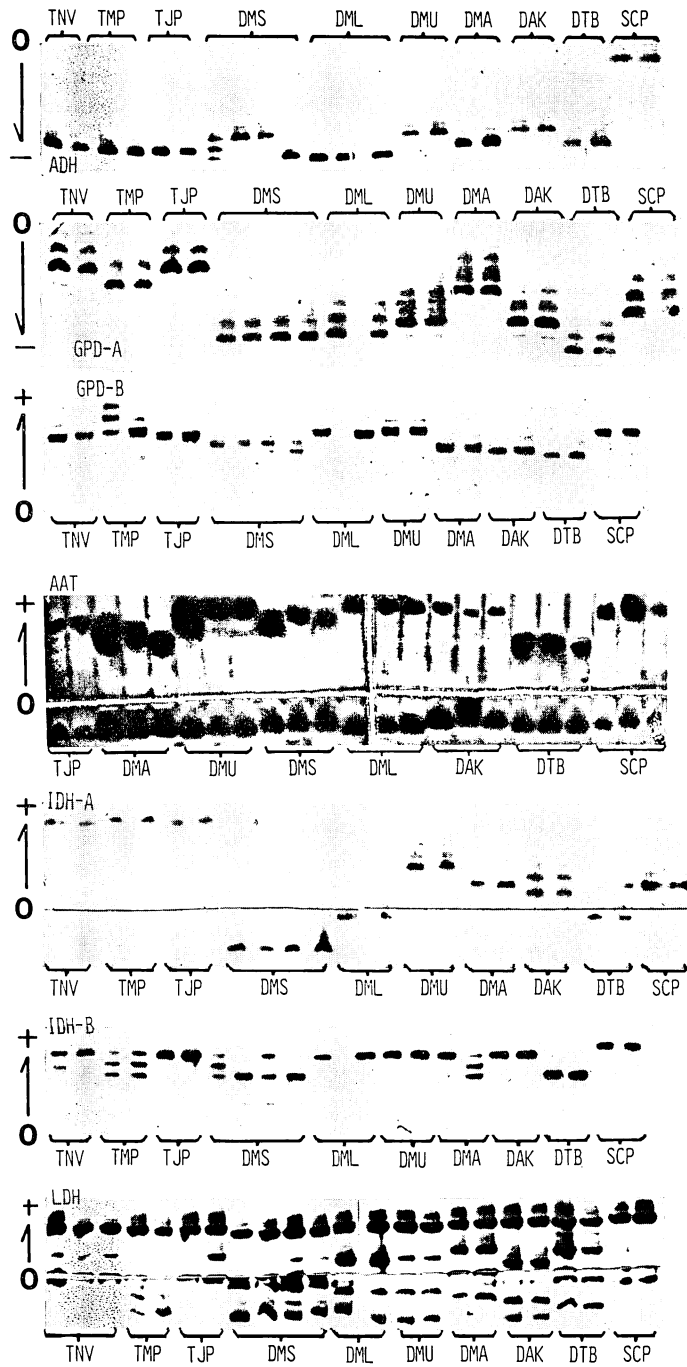 TNV TMP TJP DMS DML DMU DMA DAK DTB SCP
O
–
ADH
TNV TMP TJP DMS DML DMU DMA DAK DTB SCP
O
–
GPD-A
GPD-B
+
O
TNV TMP TJP DMS DML DMU DMA DAK DTB SCP
AAT
+
O
TJP DMA DMU DMS DML DAK DTB SCP
+
IDH-A
O
TNV TMP TJP DMS DML DMU DMA DAK DTB SCP
IDH-B
+
O
TNV TMP TJP DMS DML DMU DMA DAK DTB SCP
+
LDH
O
TNV TMP TJP DMS DML DMU DMA DAK DTB SCP